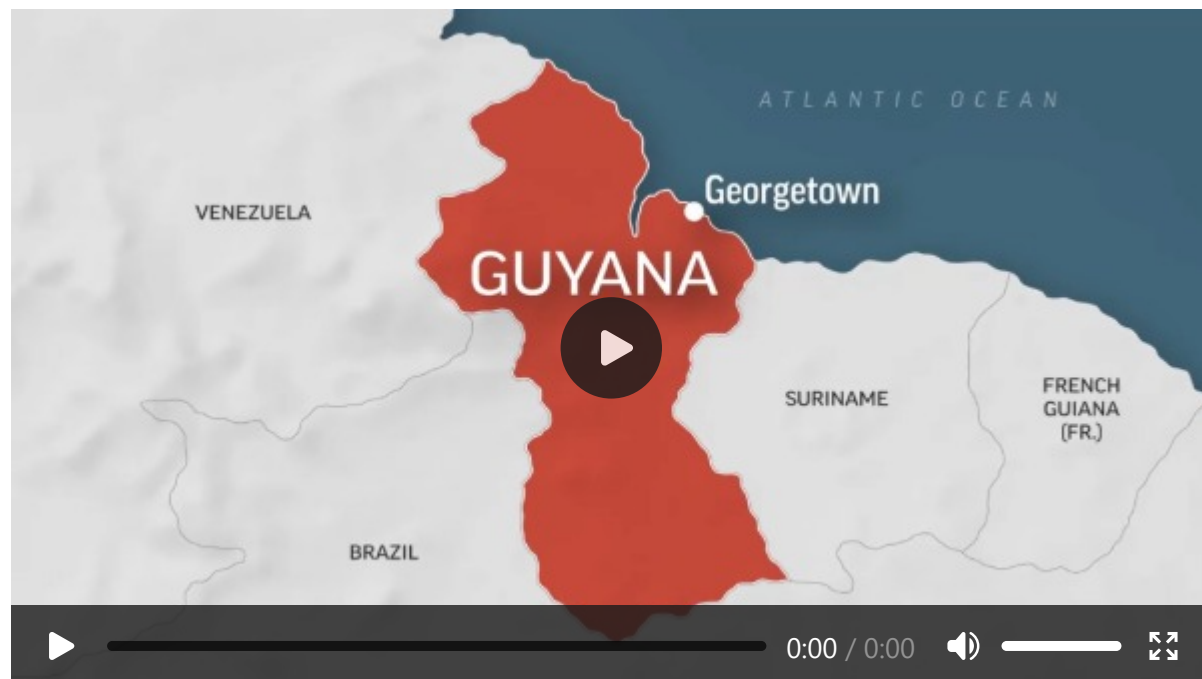 ATLANTIC OCEAN
Georgetown
VENEZUELA
GUYANA
SURINAME
FRENCH
GUIANA
(FR.)
BRAZIL
0:00 / 0:00